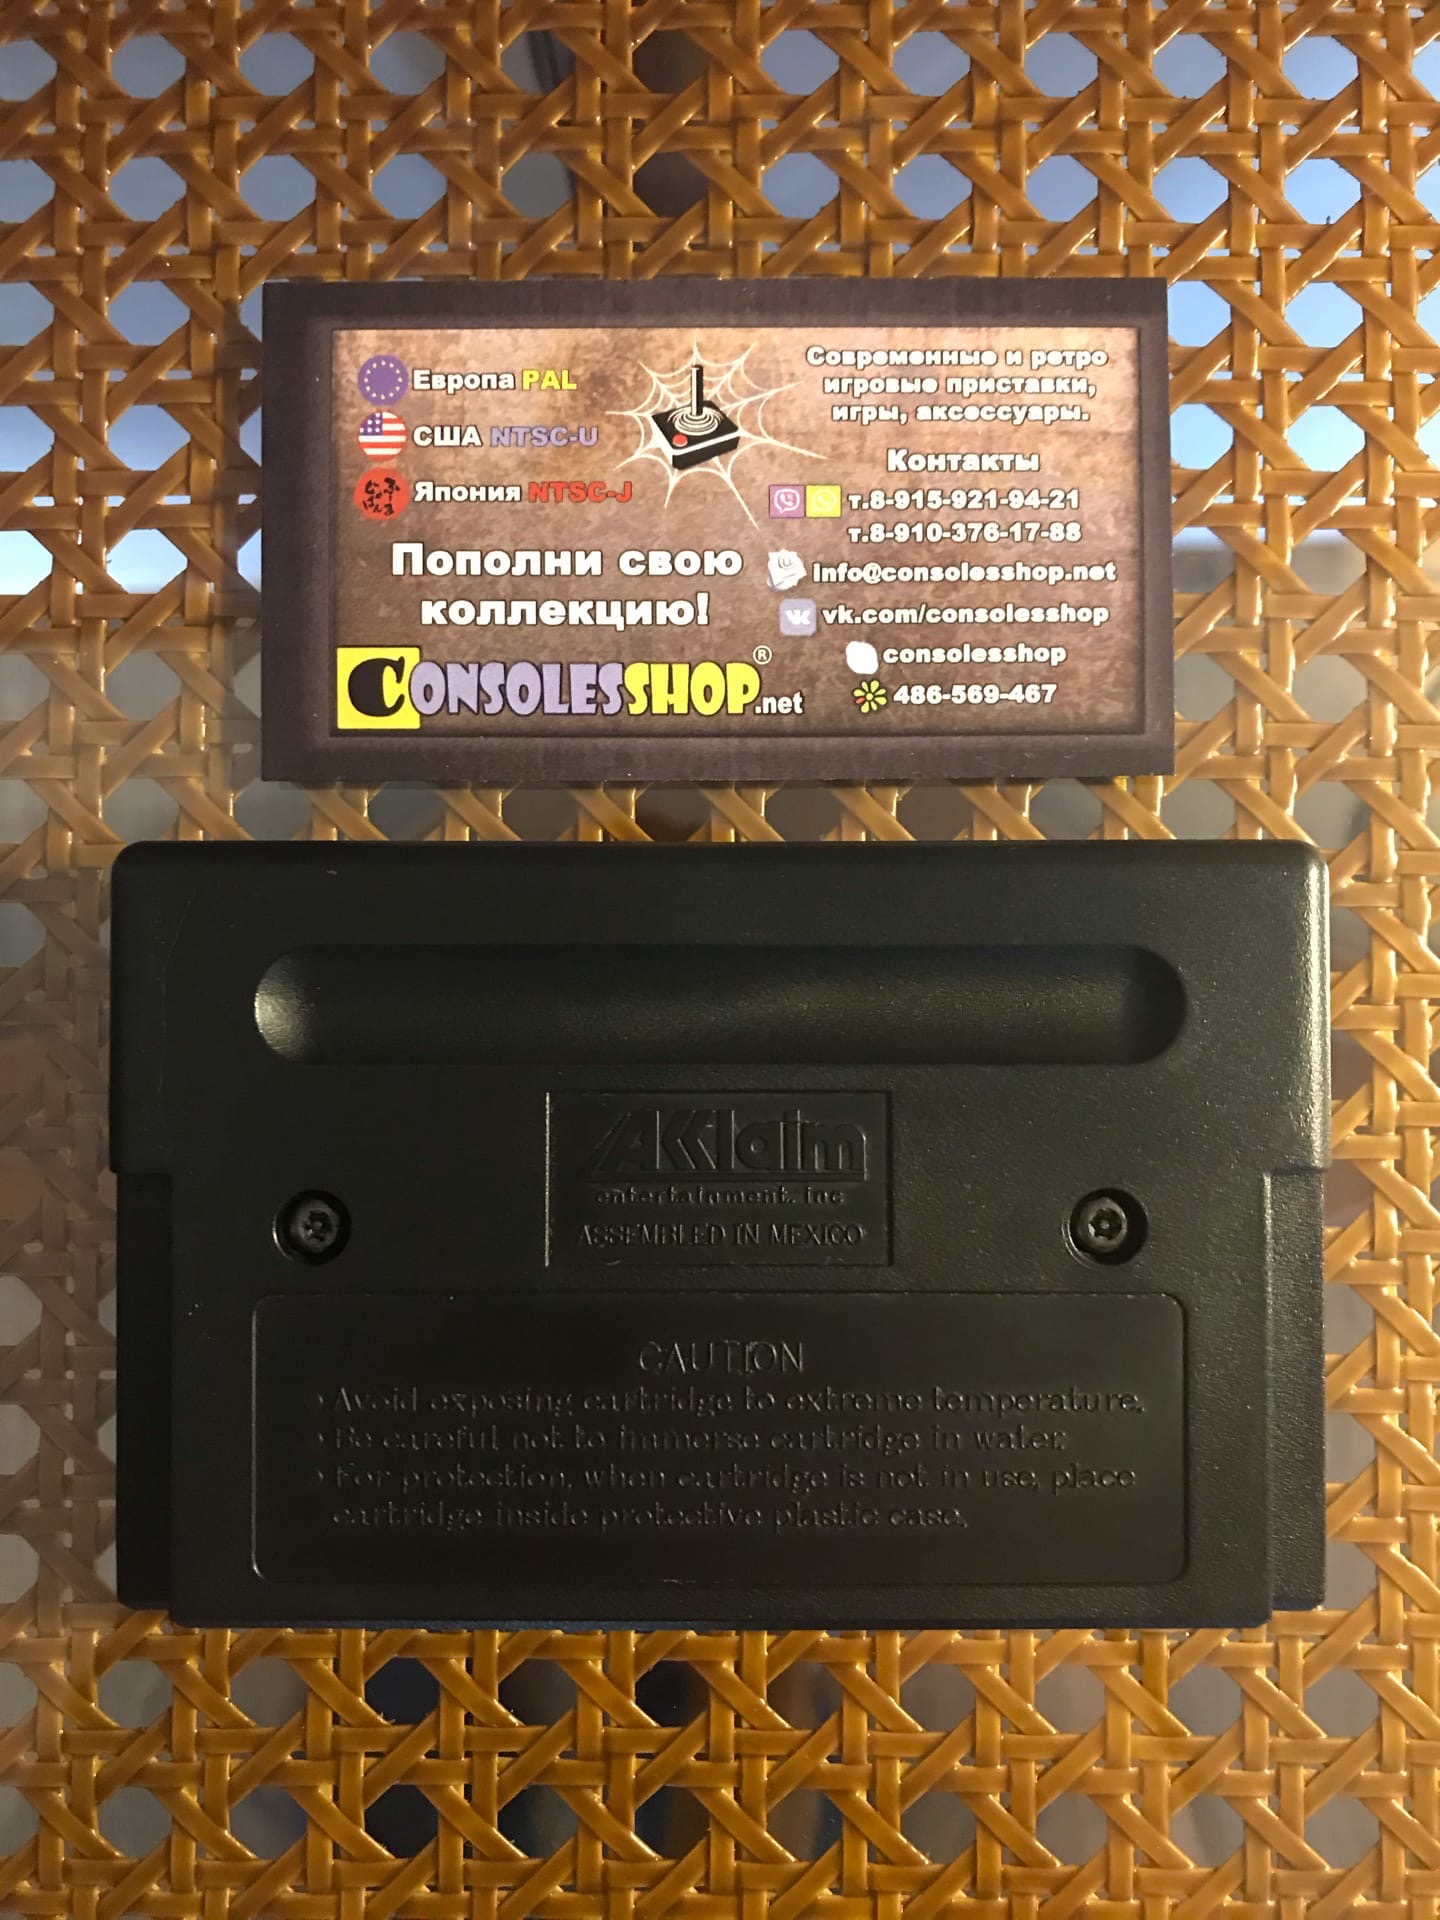 Европа PAL
США NTSC-U
Япония NTSC-J
Пополни свою
коллекцию!
CONSOLESSHOP.net ®
Современные и ретро
игровые приставки,
игры, аксессуары.
Контакты
т.8-915-921-94-21
т.8-910-376-17-88
info@consolesshop.net
vk.com/consolesshop
consolesshop
486-569-467
AKKlaim
entertainment. inc
ASSEMBLED IN MEXICO
CAUTION
• Avoid exposing cartridge to extreme temperature.
• Be careful not to immerse cartridge in water.
• For protection, when cartridge is not in use, place
cartridge inside protective plastic case.